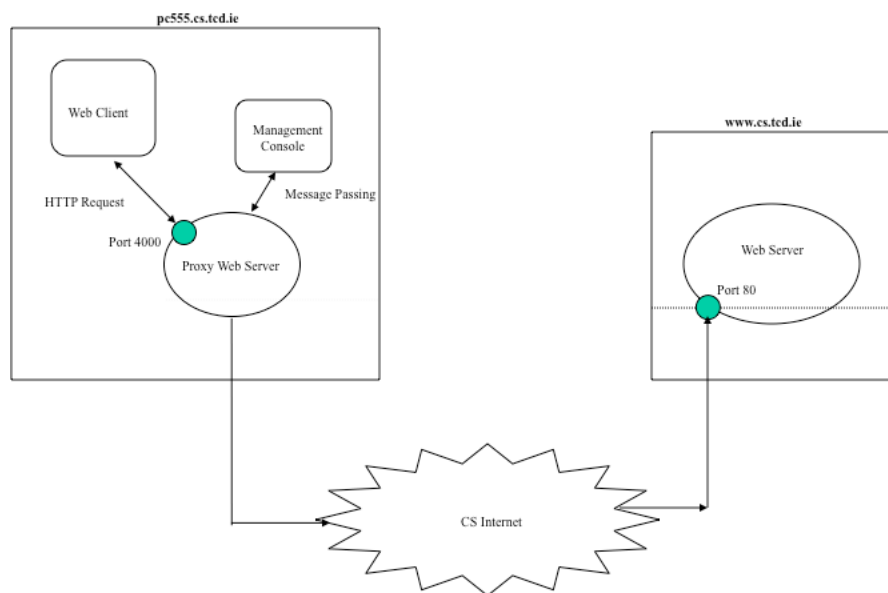 pc555.cs.tcd.ie
Web Client
Management
Console
HTTP Request
Message Passing
Port 4000
Proxy Web Server
www.cs.tcd.ie
Web Server
Port 80
CS Internet